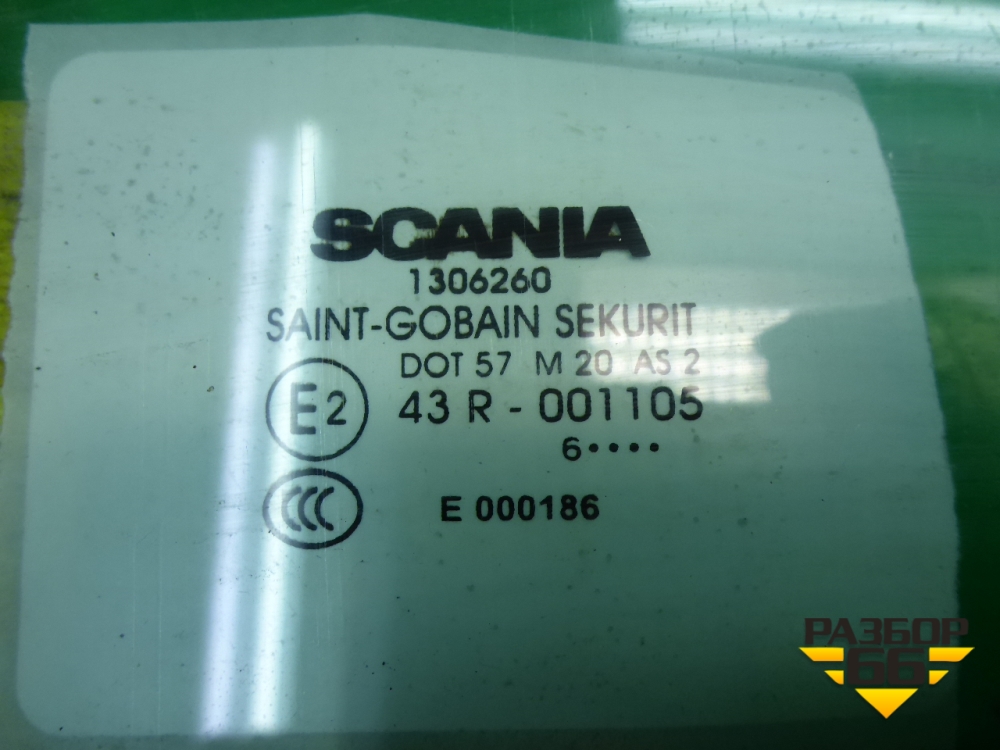 SCANIA
1306260
SAINT-GOBAIN SEKURIT
DOT 57 M 20 AS 2
E2 43 R - 001105
6••••
CCC E 000186
РАЗБОР
66